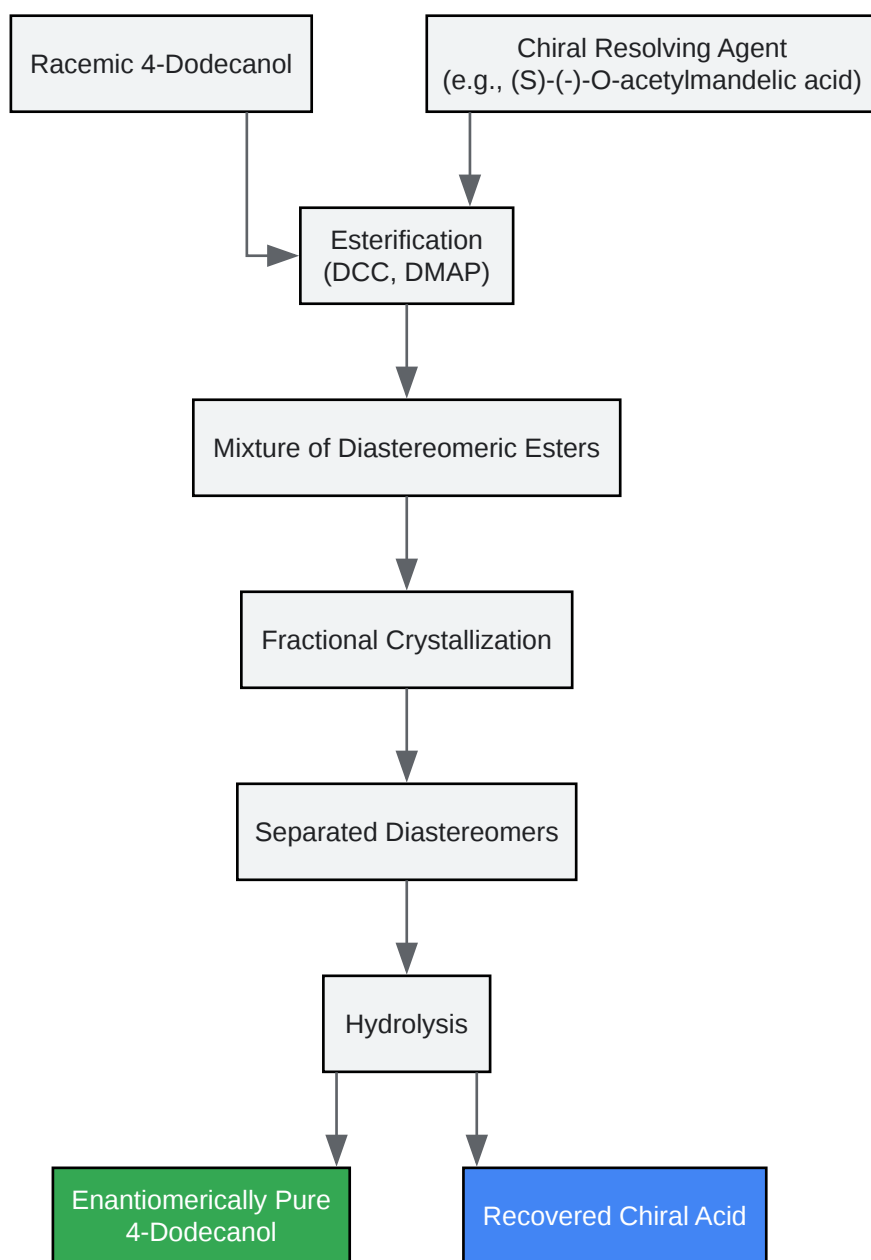 Racemic 4-Dodecanol
Chiral Resolving Agent
(e.g., (S)-(-)-O-acetylmandelic acid)
Esterification
(DCC, DMAP)
Mixture of Diastereomeric Esters
Fractional Crystallization
Separated Diastereomers
Hydrolysis
Enantiomerically Pure
4-Dodecanol
Recovered Chiral Acid